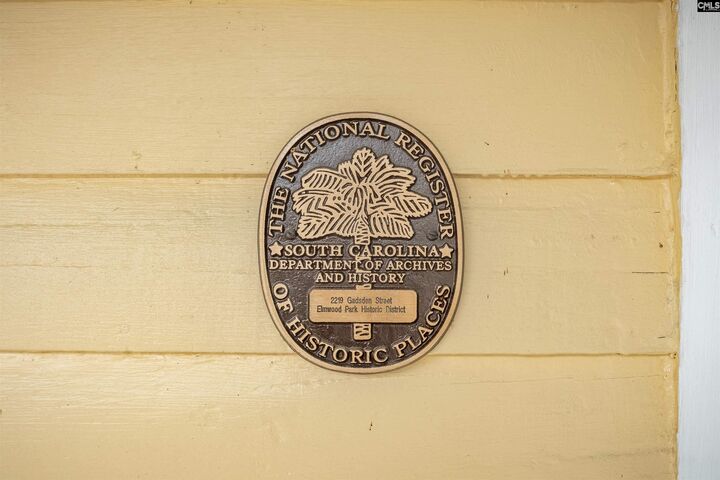 THE NATIONAL REGISTER
SOUTH CAROLINA
DEPARTMENT OF ARCHIVES
AND HISTORY
2219 Gadsden Street
Elmwood Park Historic District
OF HISTORIC PLACES
CMLS